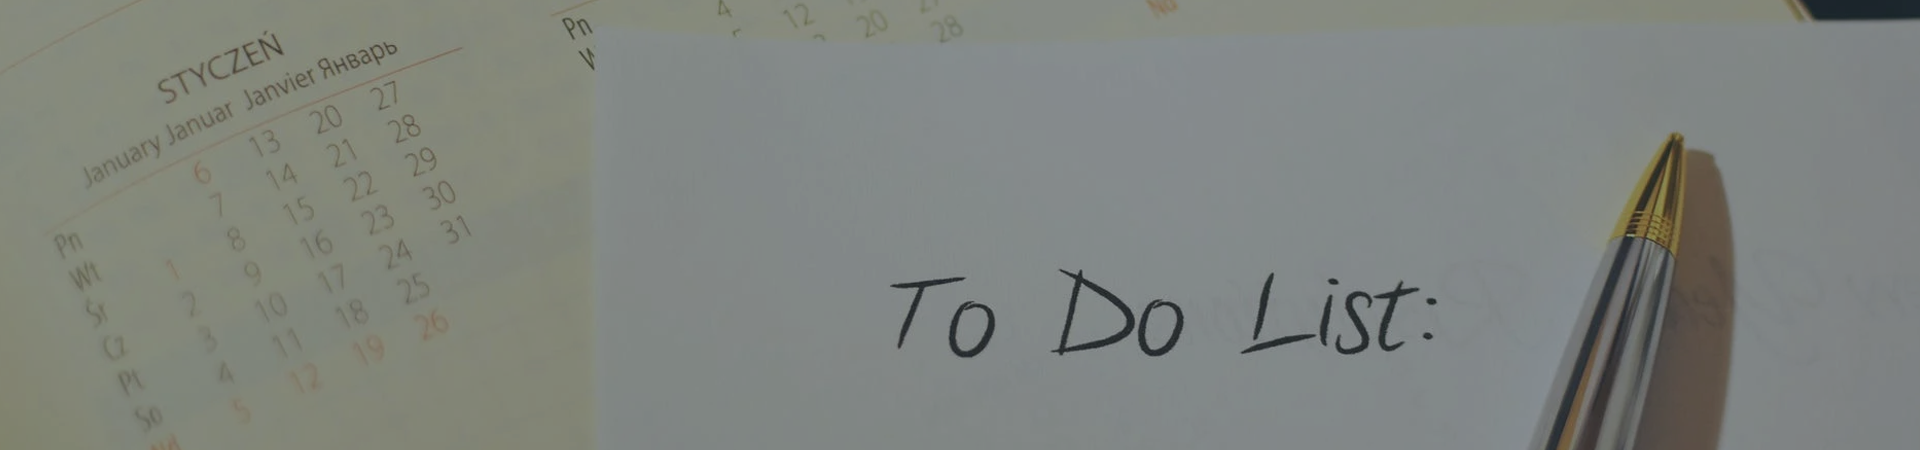 STYCZEŃ
January Januar Janvier Январь
Pn 6 13 20 27
Wt 7 14 21 28
Śr 1 8 15 22 29
Cz 2 9 16 23 30
Pt 3 10 17 24 31
So 4 11 18 25
Nd 5 12 19 26
Pn 4 12 20 28
Nd
To Do List: